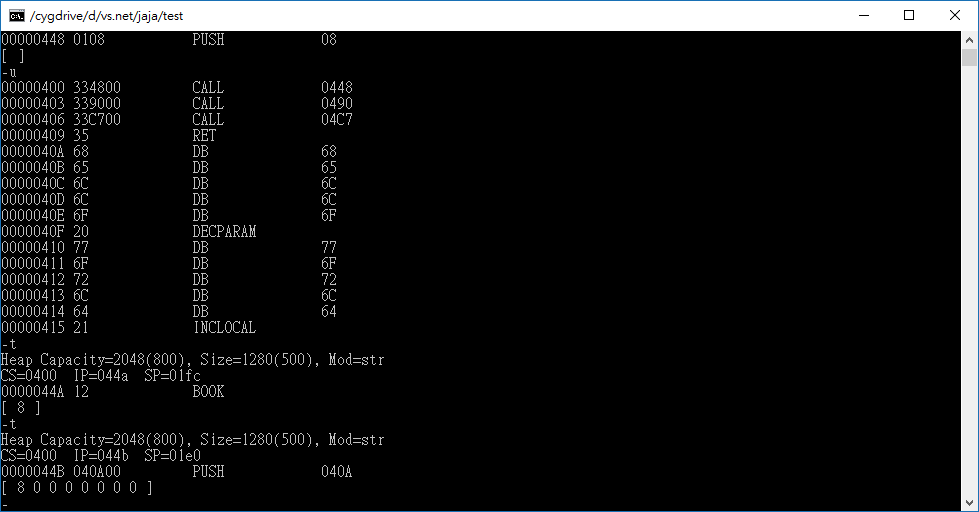 /cygdrive/d/vs.net/jaja/test
00000448 0108 PUSH 08
[ ]
-u
00000400 334800 CALL 0448
00000403 339000 CALL 0490
00000406 33C700 CALL 04C7
00000409 35 RET
0000040A 68 DB 68
0000040B 65 DB 65
0000040C 6C DB 6C
0000040D 6C DB 6C
0000040E 6F DB 6F
0000040F 20 DECPARAM
00000410 77 DB 77
00000411 6F DB 6F
00000412 72 DB 72
00000413 6C DB 6C
00000414 64 DB 64
00000415 21 INCLOCAL
-t
Heap Capacity=2048(800), Size=1280(500), Mod=str
CS=0400 IP=044a SP=01fc
0000044A 12 BOOK
[ 8 ]
-t
Heap Capacity=2048(800), Size=1280(500), Mod=str
CS=0400 IP=044b SP=01e0
0000044B 040A00 PUSH 040A
[ 8 0 0 0 0 0 0 0 ]
-